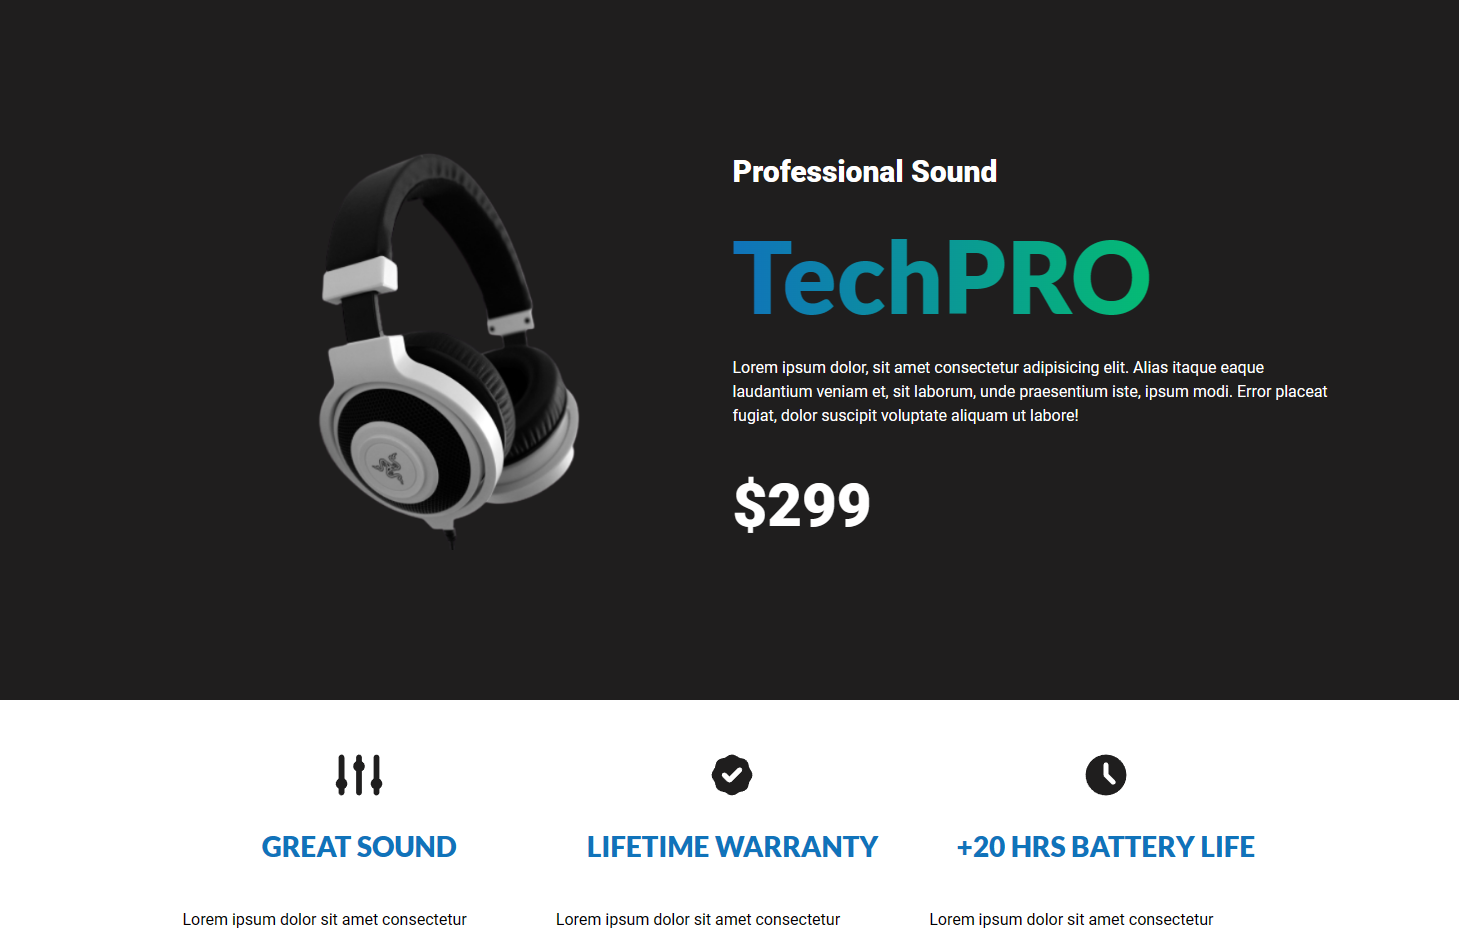 Professional Sound
TechPRO
Lorem ipsum dolor, sit amet consectetur adipisicing elit. Alias itaque eaque
laudantium veniam et, sit laborum, unde praesentium iste, ipsum modi. Error placeat
fugiat, dolor suscipit voluptate aliquam ut labore!
$299
GREAT SOUND
LIFETIME WARRANTY
+20 HRS BATTERY LIFE
Lorem ipsum dolor sit amet consectetur
Lorem ipsum dolor sit amet consectetur
Lorem ipsum dolor sit amet consectetur